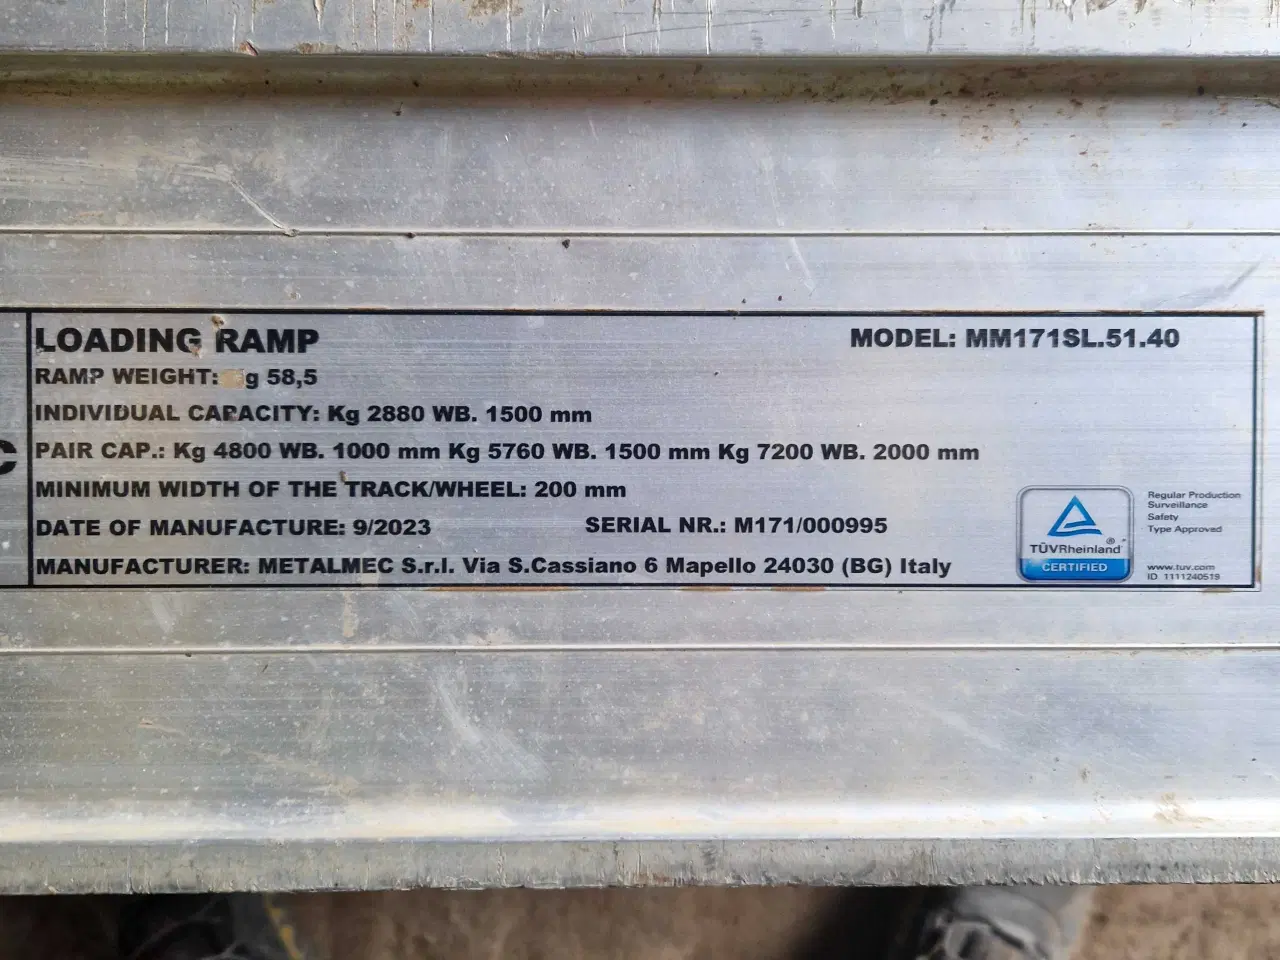 LOADING RAMP
MODEL: MM171SL.51.40
RAMP WEIGHT: g 58,5
INDIVIDUAL CAPACITY: Kg 2880 WB. 1500 mm
C
PAIR CAP.: Kg 4800 WB. 1000 mm Kg 5760 WB. 1500 mm Kg 7200 WB. 2000 mm
MINIMUM WIDTH OF THE TRACK/WHEEL: 200 mm
DATE OF MANUFACTURE: 9/2023
SERIAL NR.: M171/000995
MANUFACTURER: METALMEC S.r.l. Via S.Cassiano 6 Mapello 24030 (BG) Italy
TÜVRheinland®
CERTIFIED
Regular Production
Surveillance
Safety
Type Approved
www.tuv.com
ID 1111240519